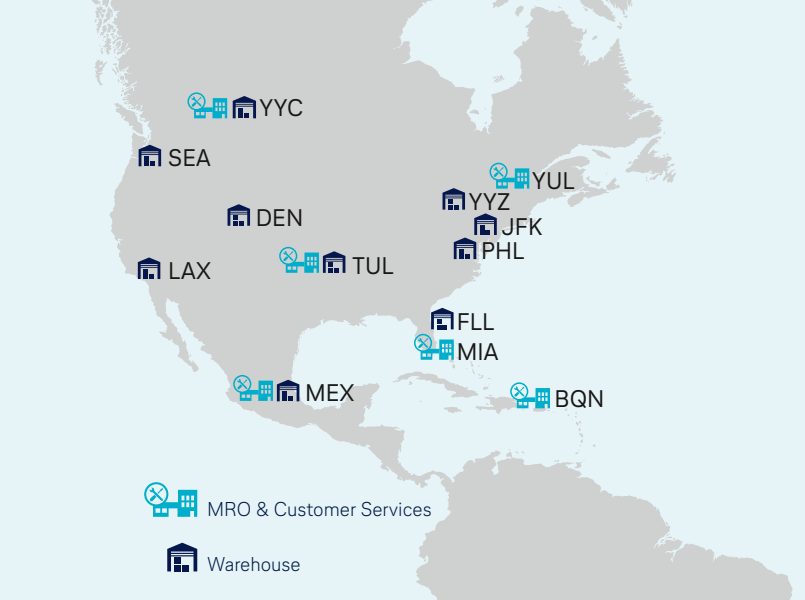 YYC
SEA
YUL
YYZ
DEN
JFK
PHL
TUL
LAX
FLL
MIA
MEX
BQN
MRO & Customer Services
Warehouse